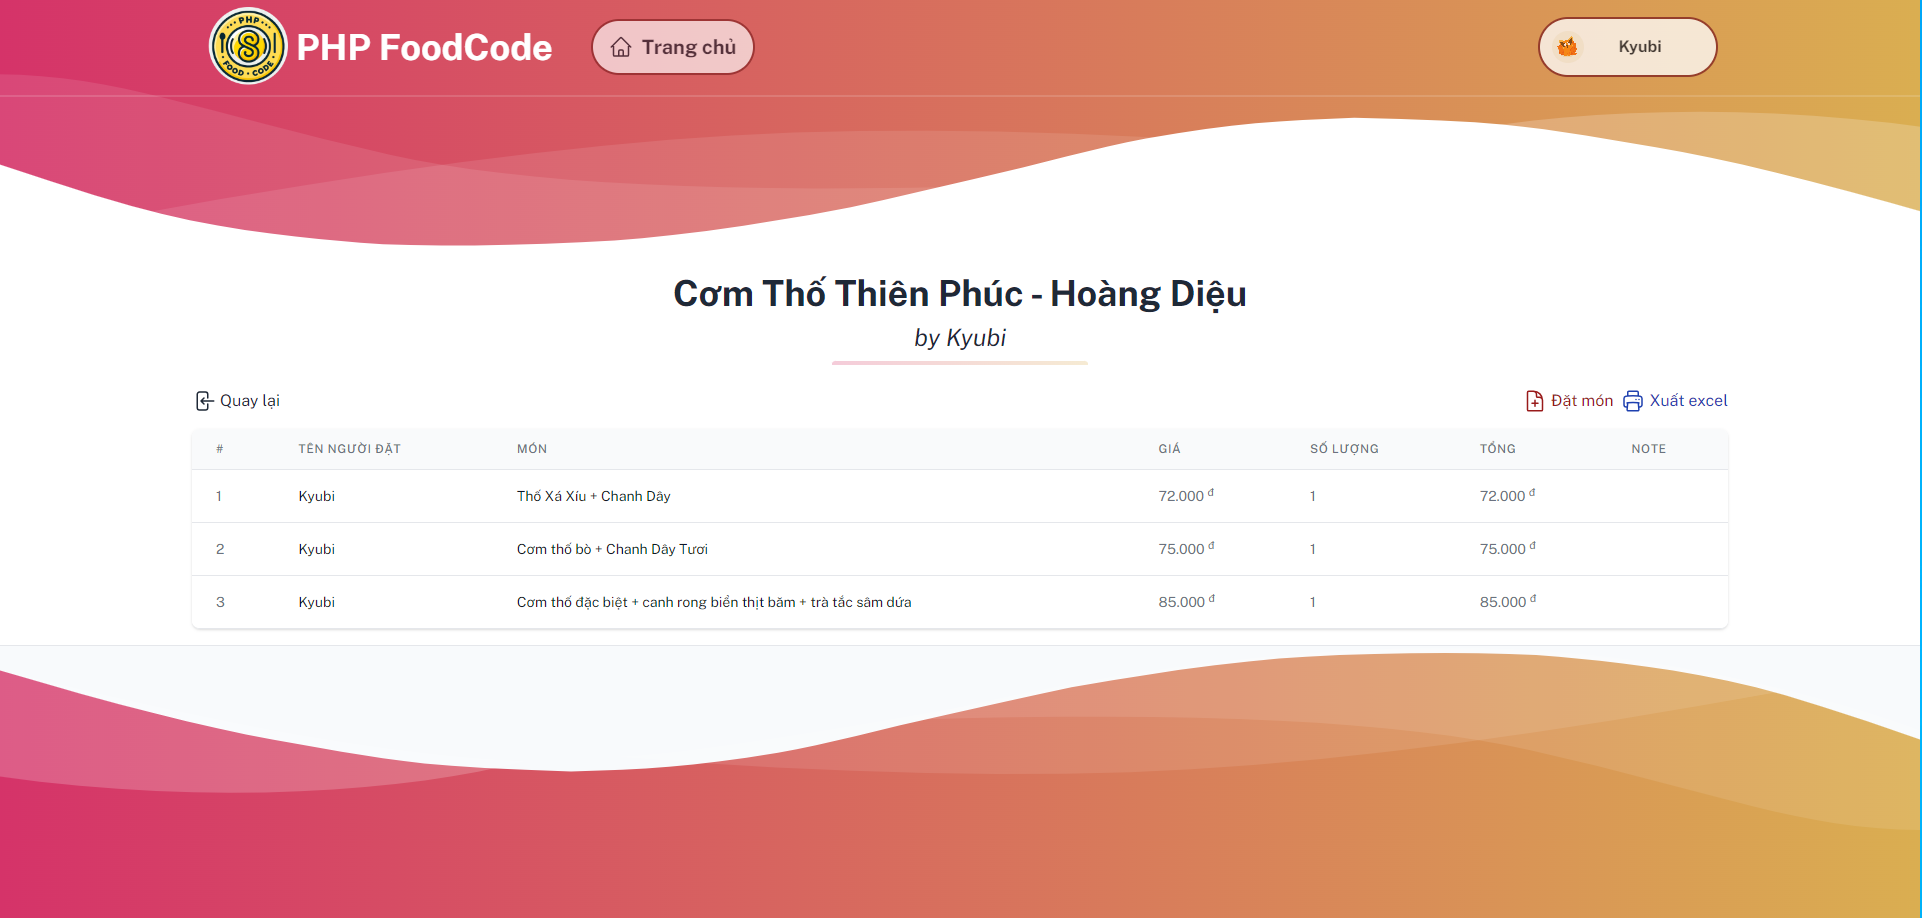 PHP
FOOD · CODE
PHP FoodCode
Trang chủ
Kyubi
Cơm Thố Thiên Phúc - Hoàng Diệu
by Kyubi
Quay lại
Đặt món
Xuất excel
# TÊN NGƯỜI ĐẶT MÓN GIÁ SỐ LƯỢNG TỔNG NOTE
1 Kyubi Thố Xá Xíu + Chanh Dây 72.000 đ 1 72.000 đ
2 Kyubi Cơm thố bò + Chanh Dây Tươi 75.000 đ 1 75.000 đ
3 Kyubi Cơm thố đặc biệt + canh rong biển thịt băm + trà tắc sâm dứa 85.000 đ 1 85.000 đ